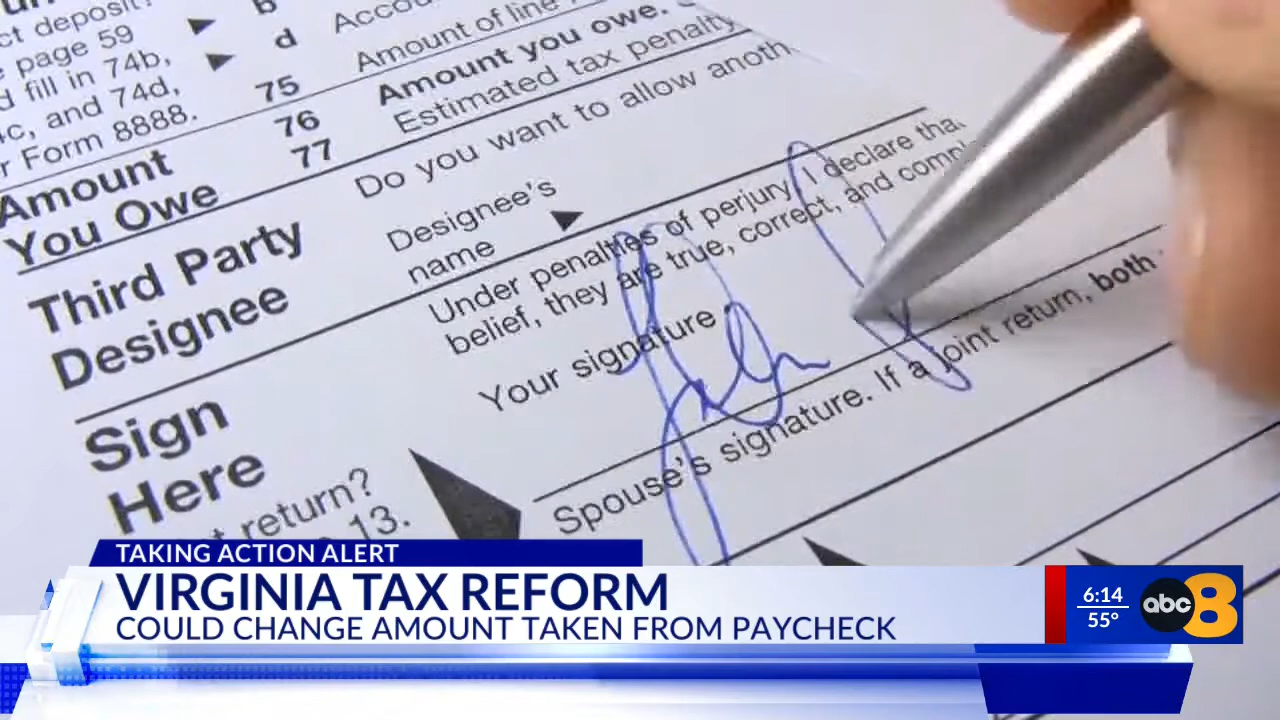 ct deposit?
page 59
fill in 74b,
and 74d,
Form 8888.
b
d
Amount of line
75
Amount you owe.
76
Estimated tax penalty
77
Amount
You Owe
Do you want to allow anoth
Third Party
Designee
Designee's
name
Under penalties of perjury, I declare that
belief, they are true, correct, and comp
Sign
Here
Your signature
Spouse's signature. If a joint return, both
t return?
13.
TAKING ACTION ALERT
VIRGINIA TAX REFORM
COULD CHANGE AMOUNT TAKEN FROM PAYCHECK
6:14
55°
abc 8